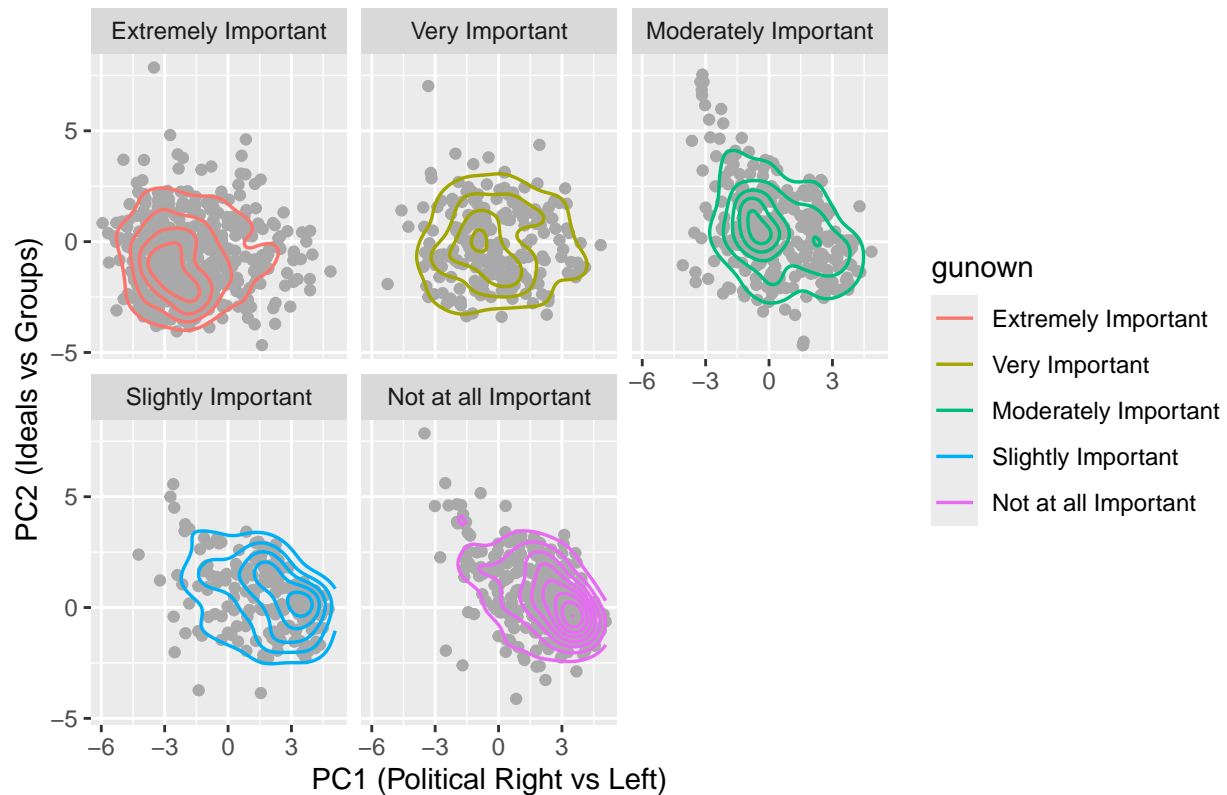 Extremely Important
Very Important
Moderately Important
5
0
−5
−6
−3
0
3
Slightly Important
Not at all Important
5
0
−5
−6
−3
0
3
−6
−3
0
3
PC1 (Political Right vs Left)
PC2 (Ideals vs Groups)
gunown
Extremely Important
Very Important
Moderately Important
Slightly Important
Not at all Important